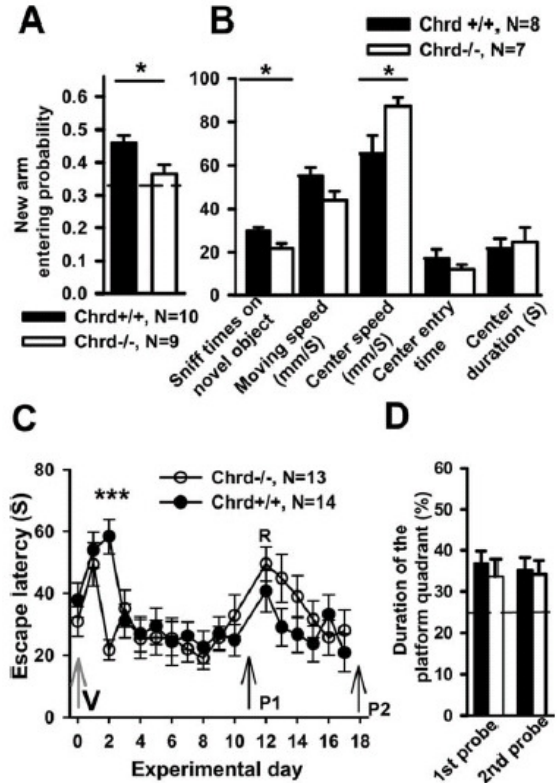 A
B
Chrd +/+, N=8
Chrd-/-, N=7
*
*
*
New arm
entering probability
0.6
0.5
0.4
0.3
0.2
0.1
0.0
100
80
60
40
20
0
Chrd+/+, N=10
Chrd-/-, N=9
Sniff times on
novel object
Moving speed
(mm/S)
Center speed
(mm/S)
Center entry
time
Center
duration (S)
C
D
Escape latency (S)
80
60
40
20
0
***
Chrd-/-, N=13
Chrd+/+, N=14
R
V
P1
P2
0 2 4 6 8 10 12 14 16 18
Experimental day
Duration of the
platform quadrant (%)
60
50
40
30
20
10
0
1st probe
2nd probe